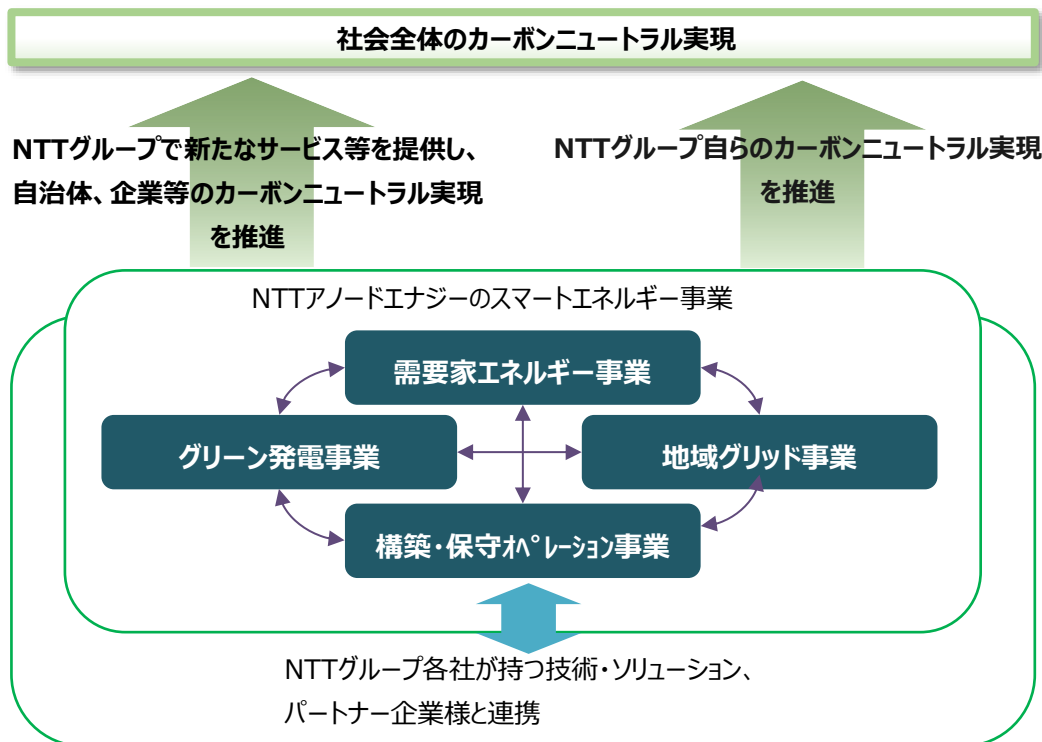 社会全体のカーボンニュートラル実現
NTTグループで新たなサービス等を提供し、
自治体、企業等のカーボンニュートラル実現
を推進
NTTグループ自らのカーボンニュートラル実現
を推進
NTTアノードエナジーのスマートエネルギー事業
需要家エネルギー事業
グリーン発電事業
地域グリッド事業
構築・保守ｵﾍﾟﾚｰｼｮﾝ事業
NTTグループ各社が持つ技術・ソリューション、
パートナー企業様と連携